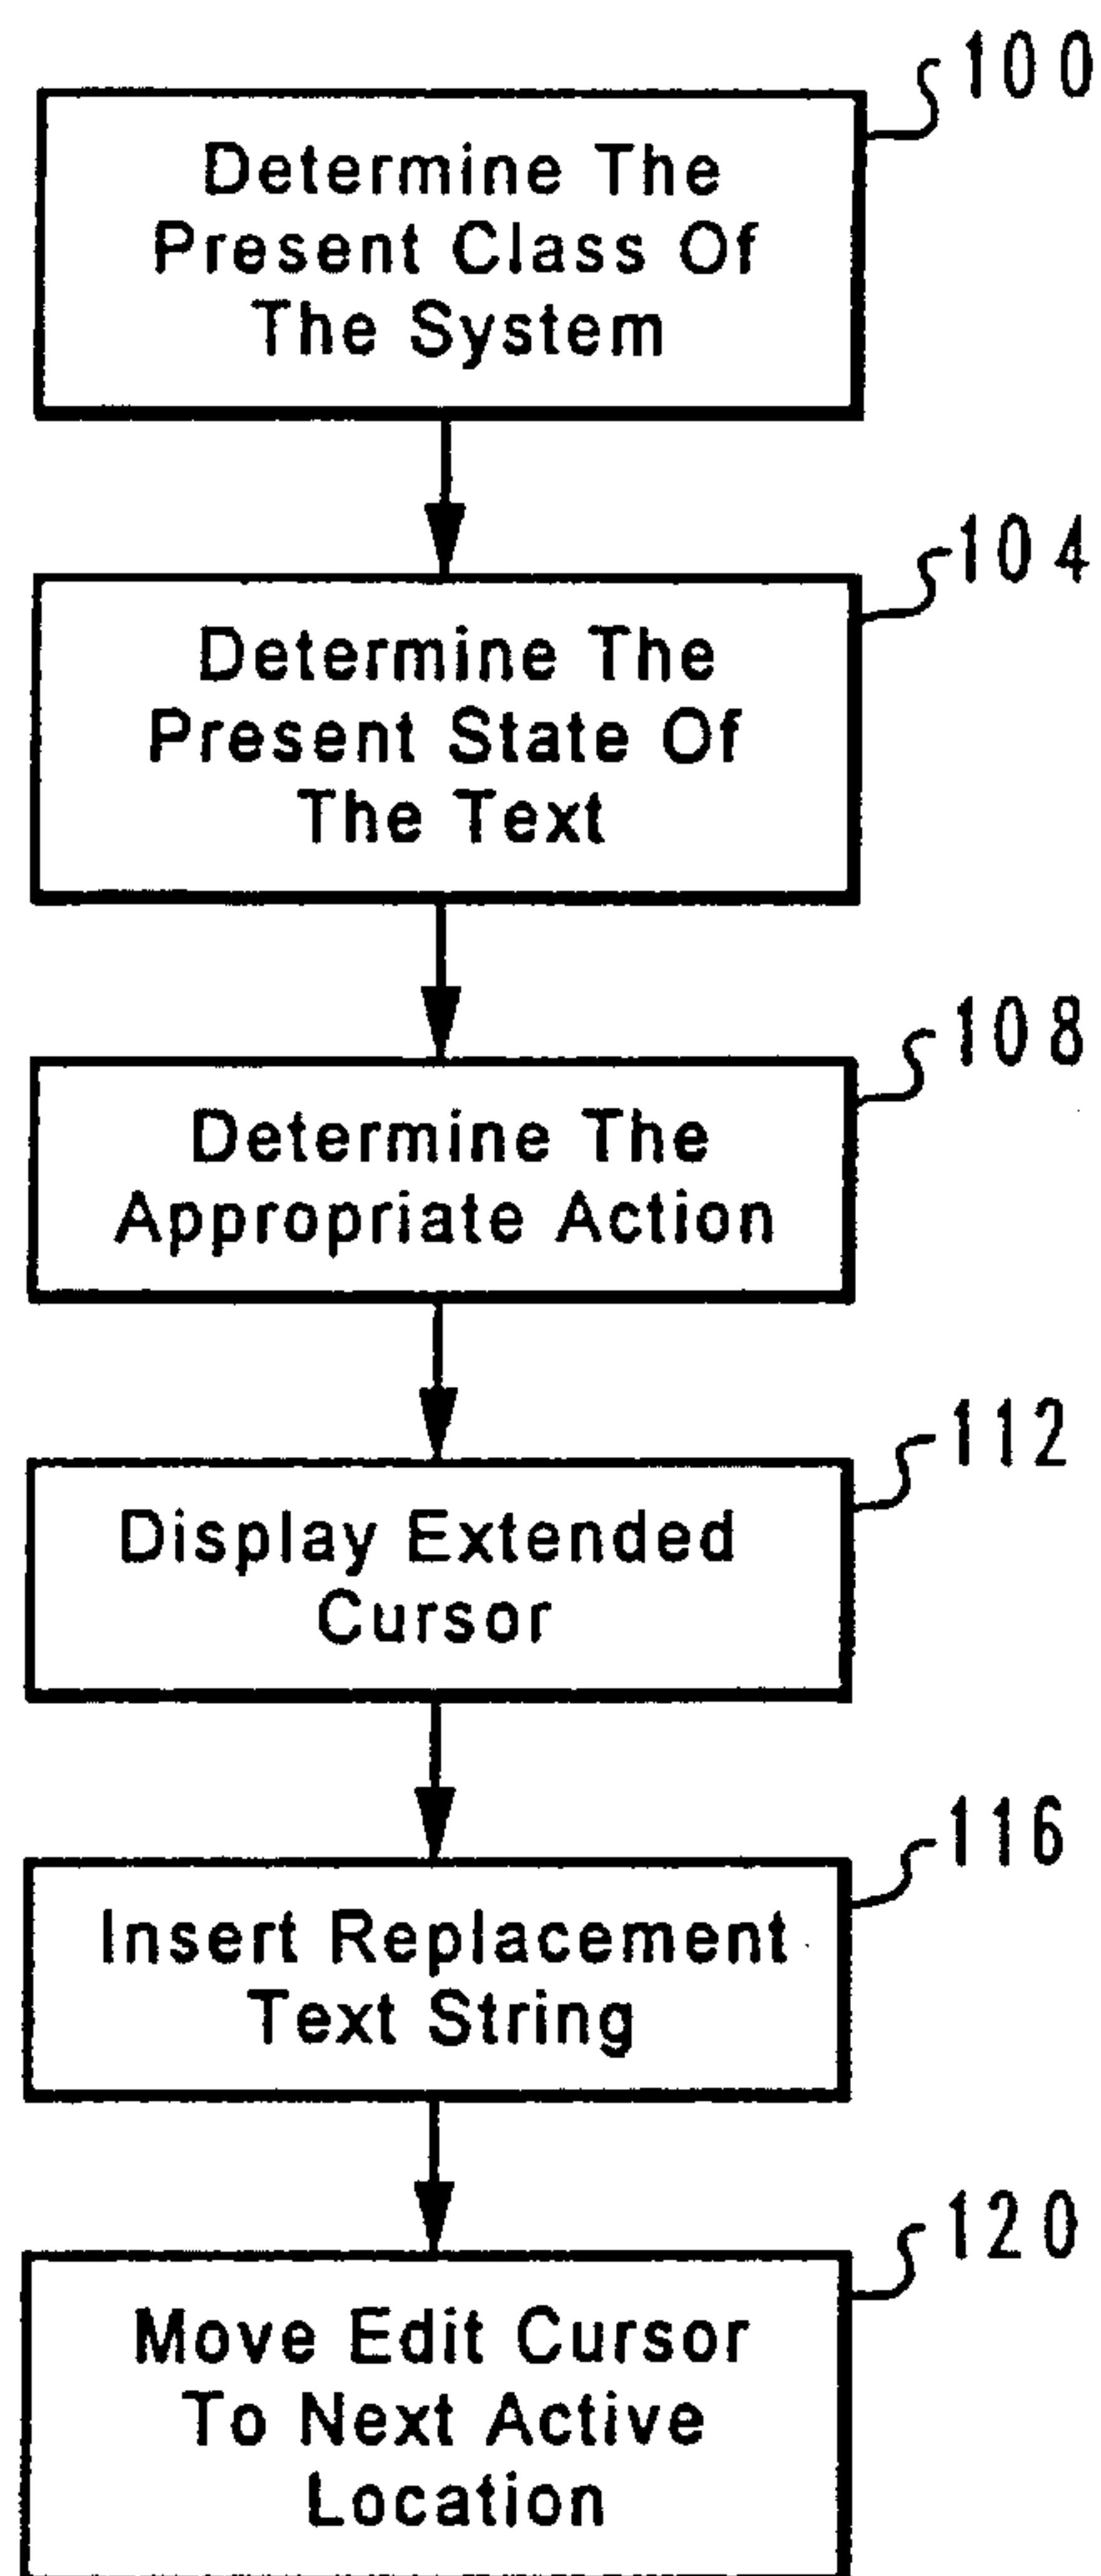 100
Determine The
Present Class Of
The System
104
Determine The
Present State Of
The Text
108
Determine The
Appropriate Action
112
Display Extended
Cursor
116
Insert Replacement
Text String
120
Move Edit Cursor
To Next Active
Location